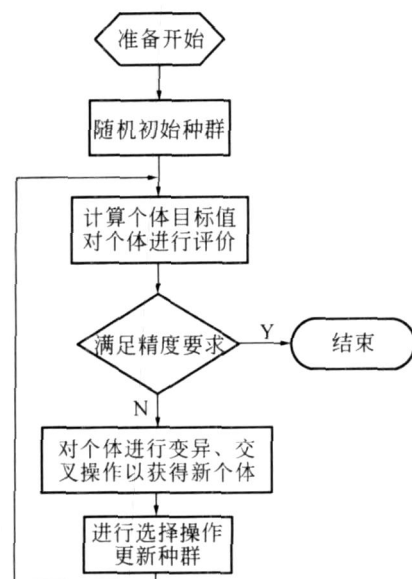 准备开始
随机初始种群
计算个体目标值
对个体进行评价
满足精度要求
Y
结束
N
对个体进行变异、交
叉操作以获得新个体
进行选择操作
更新种群